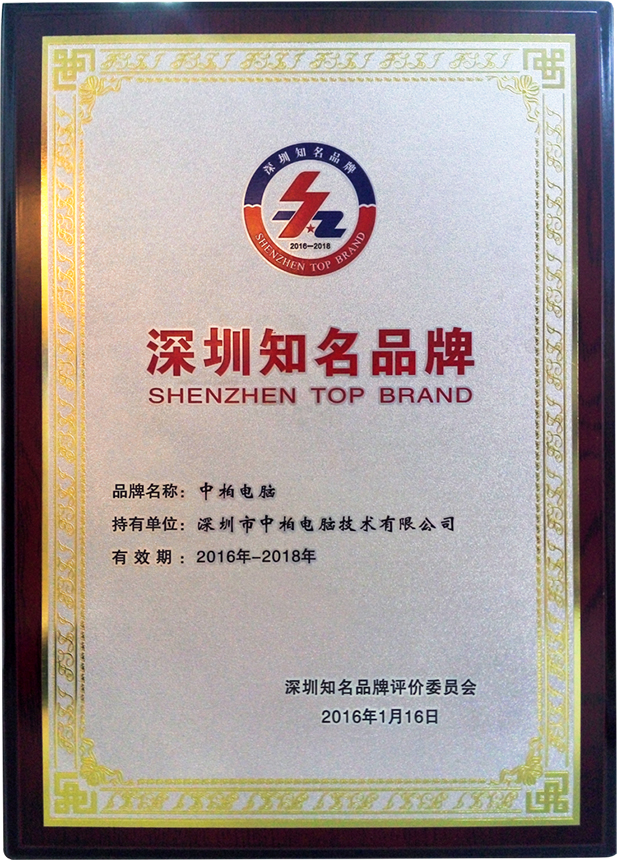 深圳知名品牌
2016—2018
SHENZHEN TOP BRAND
深圳知名品牌
SHENZHEN TOP BRAND
品牌名称：中柏电脑
持有单位：深圳市中柏电脑技术有限公司
有效期：2016年–2018年
深圳知名品牌评价委员会
2016年1月16日